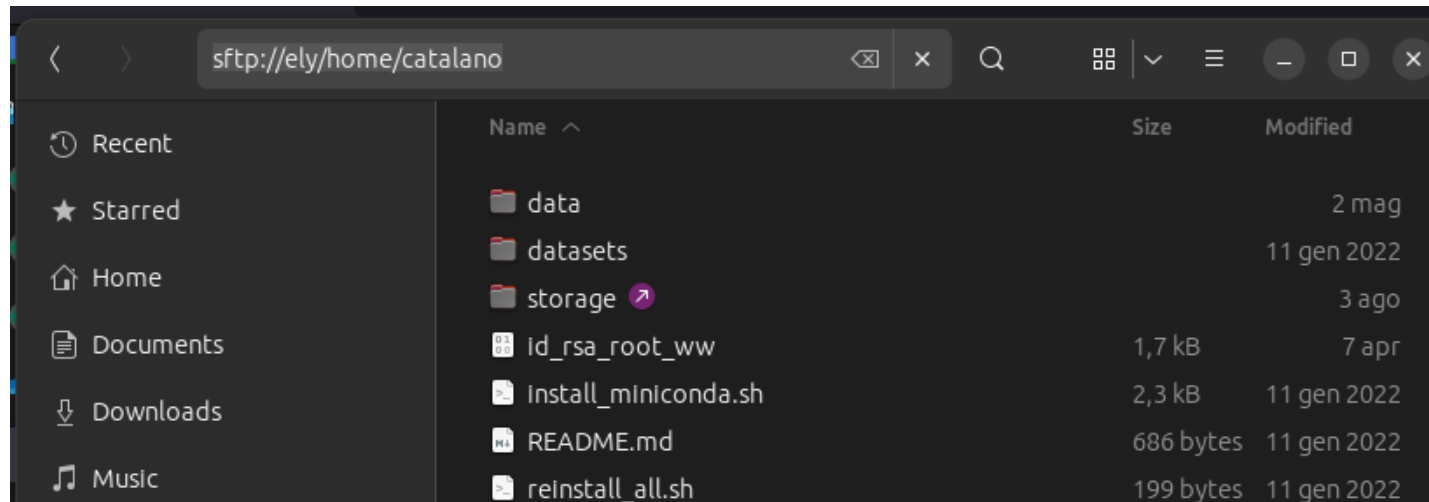 sftp://ely/home/catalano
Name Size Modified
Recent
Starred
Home
Documents
Downloads
Music
data 2 mag
datasets 11 gen 2022
storage 3 ago
id_rsa_root_ww 1,7 kB 7 apr
install_miniconda.sh 2,3 kB 11 gen 2022
README.md 686 bytes 11 gen 2022
reinstall_all.sh 199 bytes 11 gen 2022